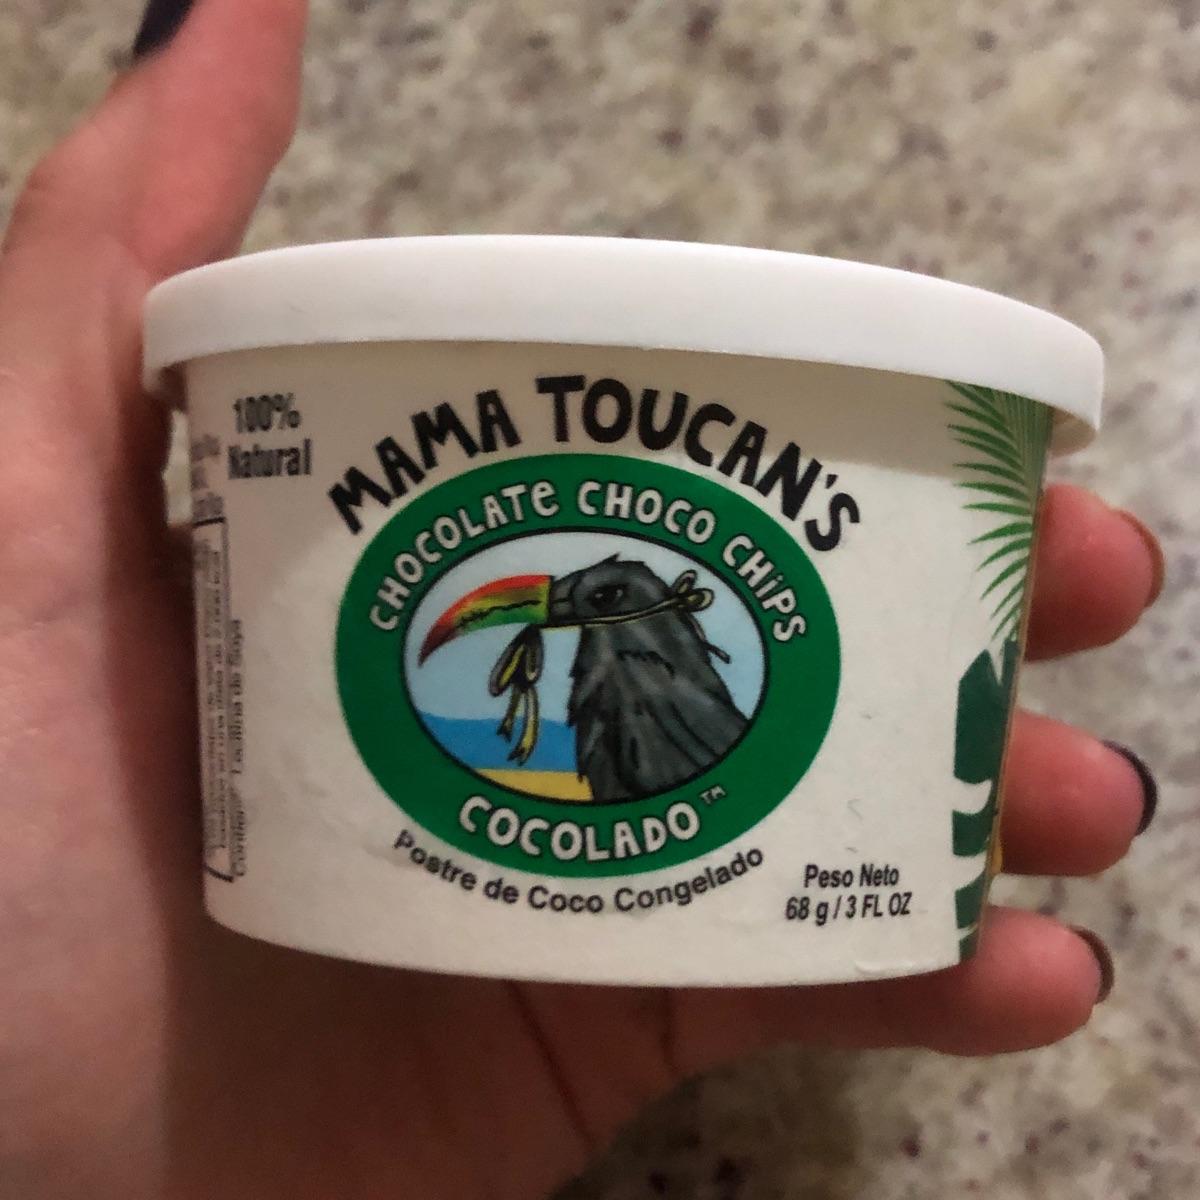 100%
Natural
MAMA TOUCAN'S
CHOCOLATE CHOCO CHIPS
COCOLADO™
Postre de Coco Congelado
Peso Neto
68 g / 3 FL OZ